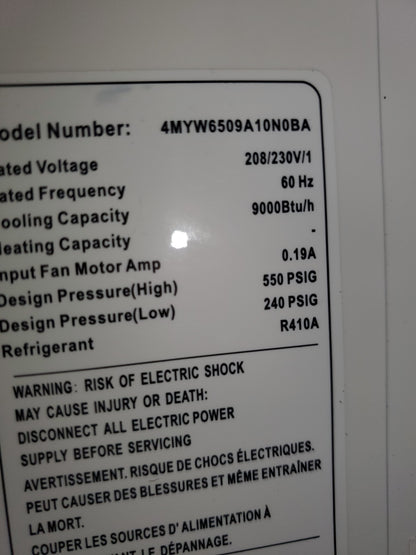 odel Number: 4MYW6509A10N0BA
ated Voltage 208/230V/1
ated Frequency 60 Hz
ooling Capacity 9000Btu/h
eating Capacity -
nput Fan Motor Amp 0.19A
Design Pressure(High) 550 PSIG
Design Pressure(Low) 240 PSIG
Refrigerant R410A
WARNING: RISK OF ELECTRIC SHOCK
MAY CAUSE INJURY OR DEATH:
DISCONNECT ALL ELECTRIC POWER
SUPPLY BEFORE SERVICING
AVERTISSEMENT. RISQUE DE CHOCS ÉLECTRIQUES.
PEUT CAUSER DES BLESSURES ET MÊME ENTRAÎNER
LA MORT.
COUPER LES SOURCES D' ALIMENTATION À
LE DÉPANNAGE.